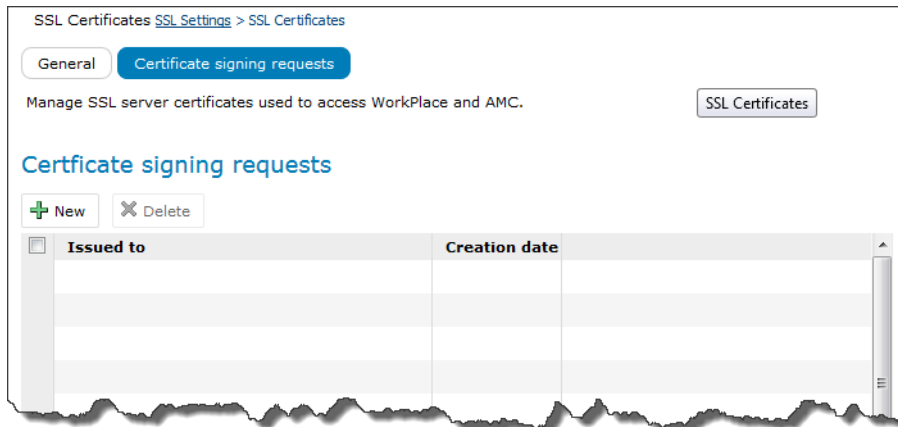 SSL Certificates SSL Settings > SSL Certificates
General Certificate signing requests
Manage SSL server certificates used to access WorkPlace and AMC. SSL Certificates
Certficate signing requests
New Delete
Issued to Creation date